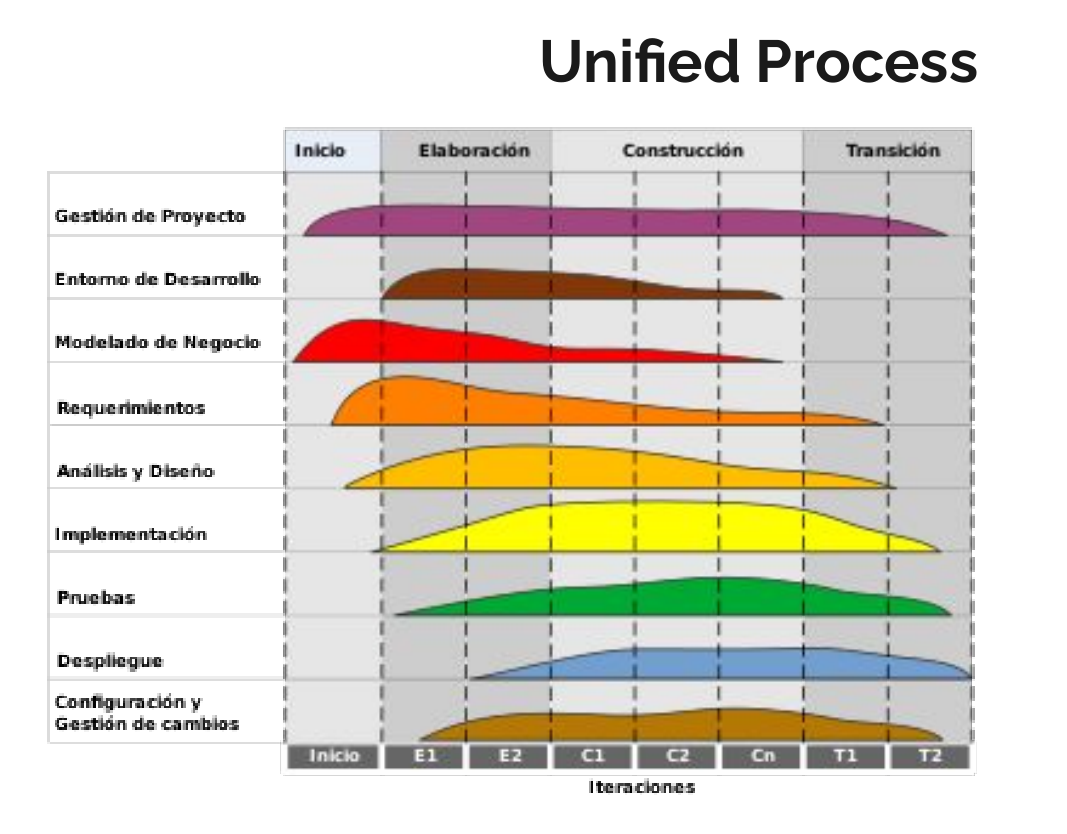 Unified Process
Inicio Elaboración Construcción Transición
Gestión de Proyecto
Entorno de Desarrollo
Modelado de Negocio
Requerimientos
Análisis y Diseño
Implementación
Pruebas
Despliegue
Configuración y
Gestión de cambios
Inicio E1 E2 C1 C2 Cn T1 T2
Iteraciones